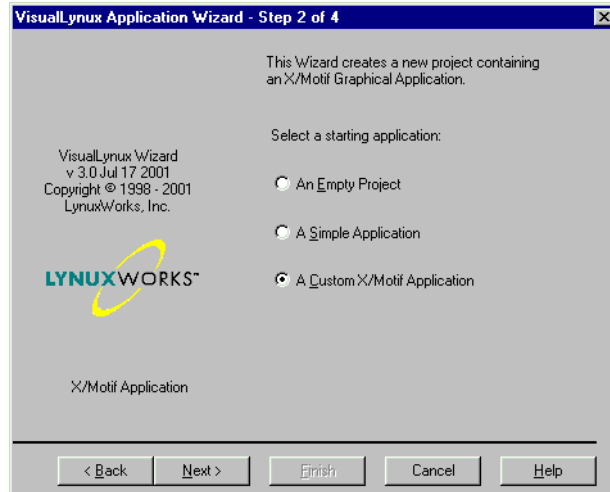 VisualLynux Application Wizard - Step 2 of 4
This Wizard creates a new project containing
an X/Motif Graphical Application.
Select a starting application:
VisualLynux Wizard
v 3.0 Jul 17 2001
Copyright © 1998 - 2001
LynuxWorks, Inc.
An Empty Project
A Simple Application
LYNUXWORKS™
A Custom X/Motif Application
X/Motif Application
< Back
Next >
Finish
Cancel
Help